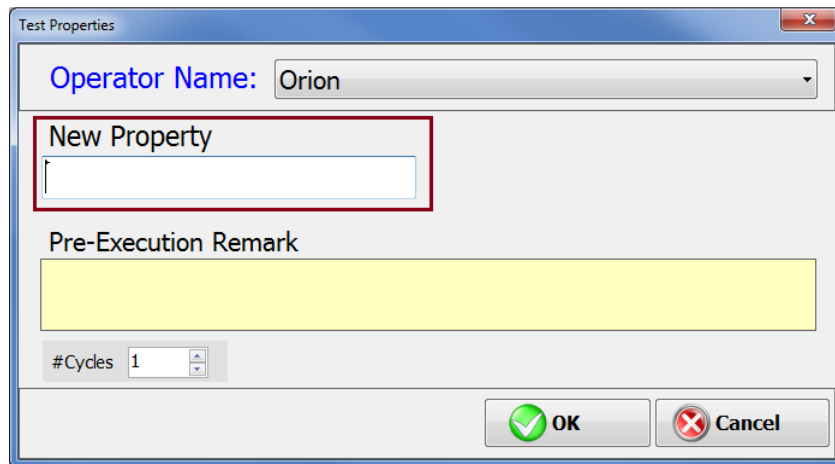 Test Properties
Operator Name: Orion
New Property
Pre-Execution Remark
#Cycles 1
OK Cancel